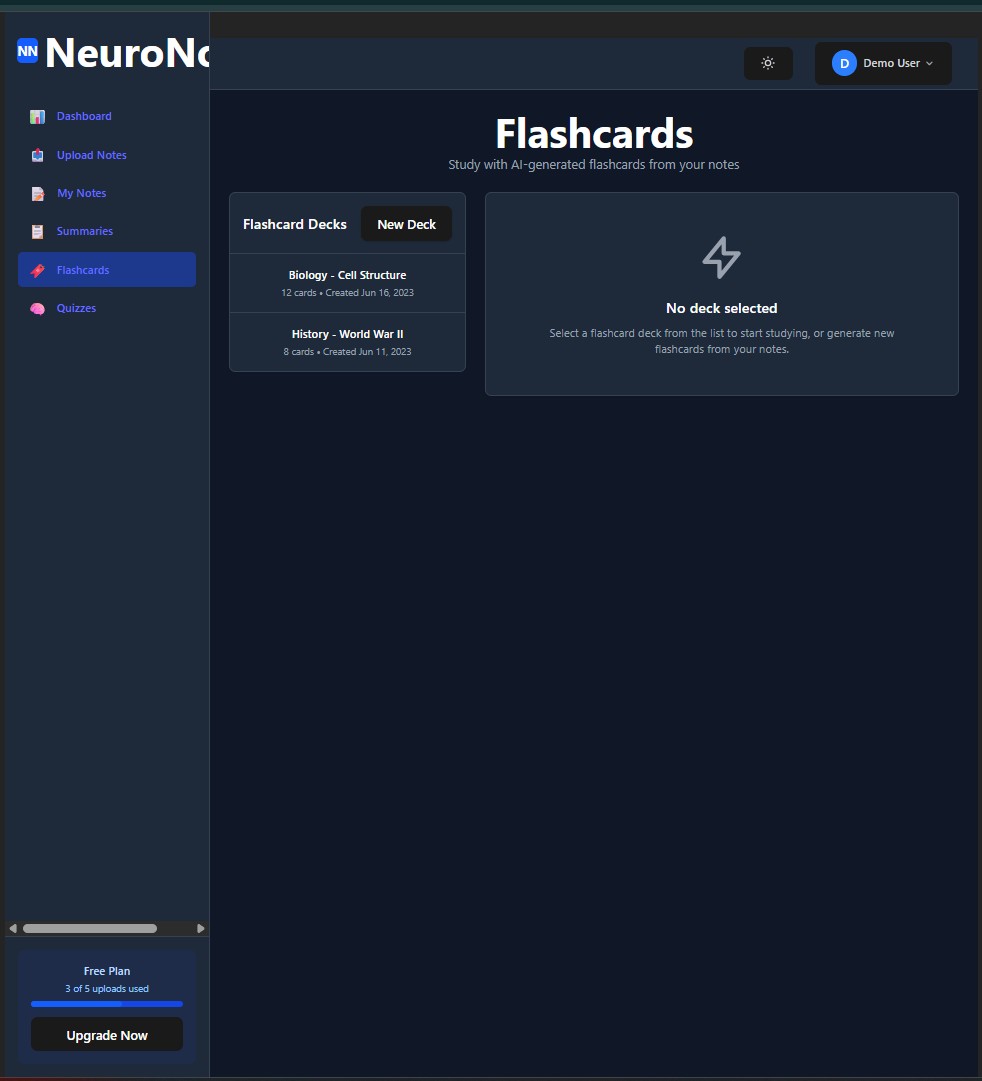 NN NeuroNo
Dashboard
Upload Notes
My Notes
Summaries
Flashcards
Quizzes
Free Plan
3 of 5 uploads used
Upgrade Now
D Demo User
Flashcards
Study with AI-generated flashcards from your notes
Flashcard Decks
New Deck
Biology - Cell Structure
12 cards • Created Jun 16, 2023
History - World War II
8 cards • Created Jun 11, 2023
No deck selected
Select a flashcard deck from the list to start studying, or generate new
flashcards from your notes.